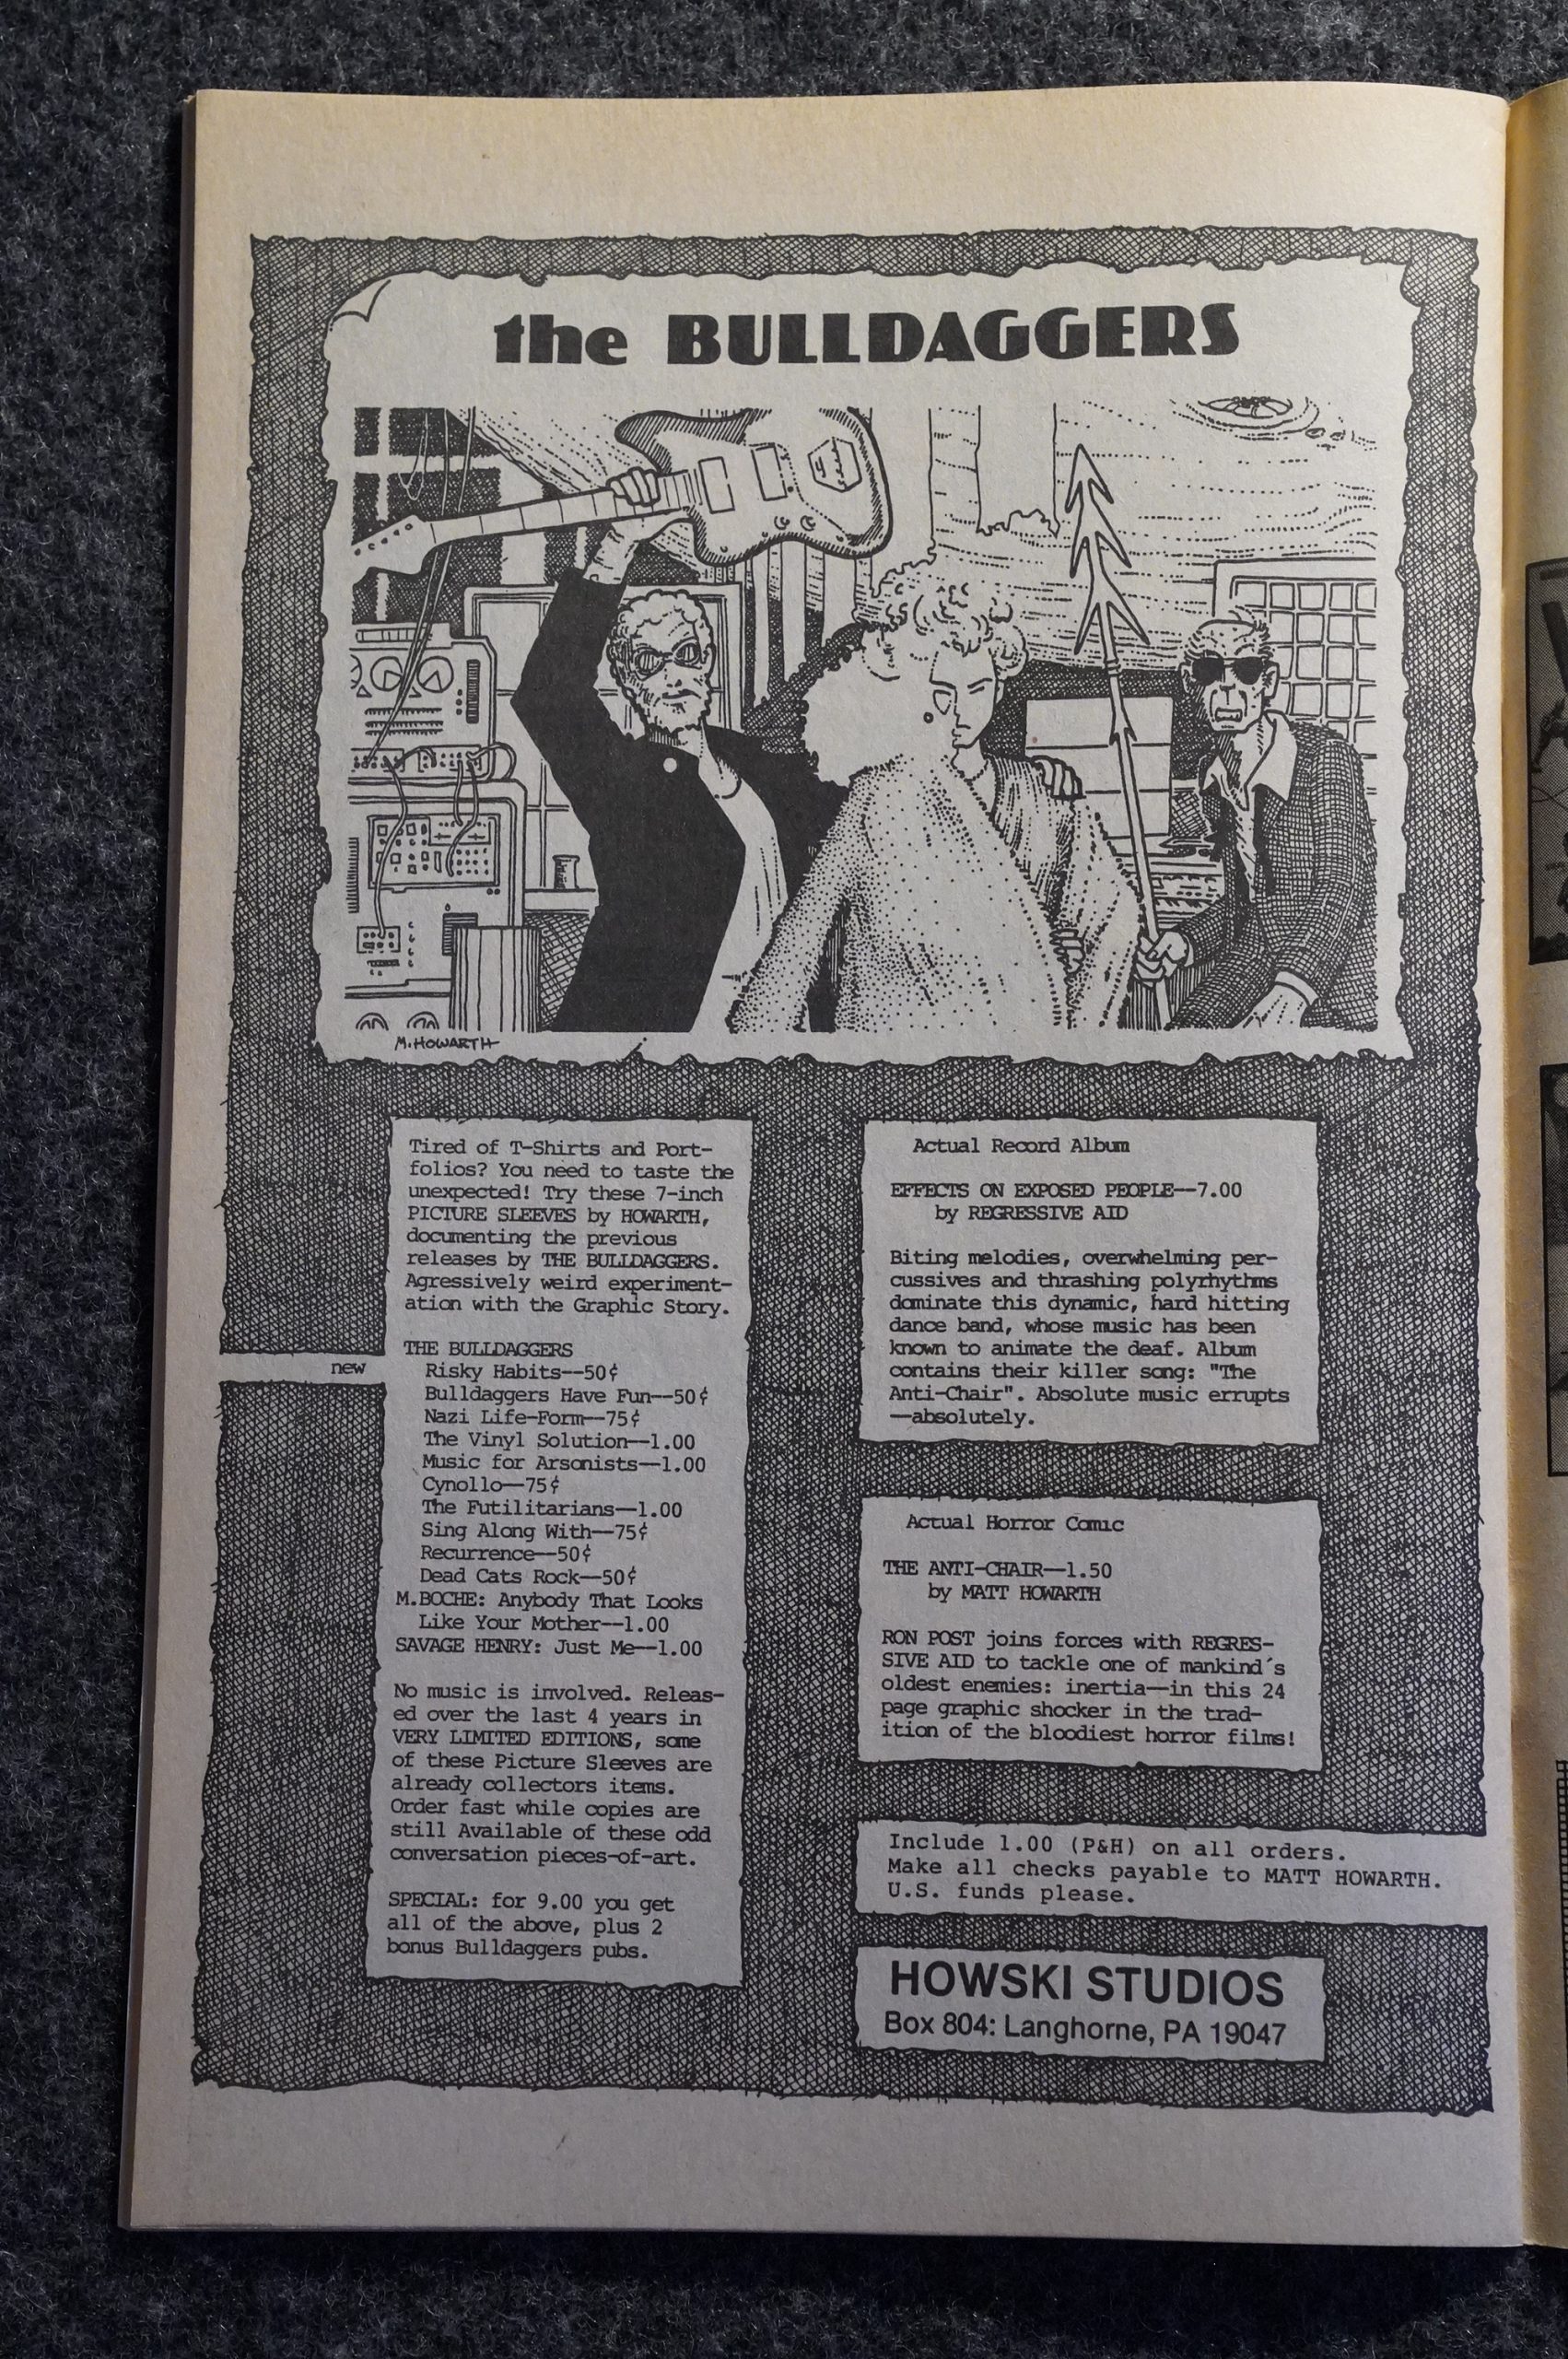 the BULLDAGGERS
M. HOWARTH
Tired of T-Shirts and Port-
folios? You need to taste the
unexpected! Try these 7-inch
PICTURE SLEEVES by HOWARTH,
documenting the previous
releases by THE BULLDAGGERS.
Agressively weird experiment-
ation with the Graphic Story.
THE BULLDAGGERS
new Risky Habits--50¢
Bulldaggers Have Fun--50¢
Nazi Life-Form--75¢
The Vinyl Solution--1.00
Music for Arsonists--1.00
Cynollo--75¢
The Futilitarians--1.00
Sing Along With--75¢
Recurrence--50¢
Dead Cats Rock--50¢
M.BOCHE: Anybody That Looks
Like Your Mother--1.00
SAVAGE HENRY: Just Me--1.00
No music is involved. Releas-
ed over the last 4 years in
VERY LIMITED EDITIONS, some
of these Picture Sleeves are
already collectors items.
Order fast while copies are
still Available of these odd
conversation pieces-of-art.
SPECIAL: for 9.00 you get
all of the above, plus 2
bonus Bulldaggers pubs.
Actual Record Album
EFFECTS ON EXPOSED PEOPLE--7.00
by REGRESSIVE AID
Biting melodies, overwhelming per-
cussives and thrashing polyrhythms
dominate this dynamic, hard hitting
dance band, whose music has been
known to animate the deaf. Album
contains their killer song: "The
Anti-Chair". Absolute music errupts
--absolutely.
Actual Horror Comic
THE ANTI-CHAIR--1.50
by MATT HOWARTH
RON POST joins forces with REGRES-
SIVE AID to tackle one of mankind's
oldest enemies: inertia--in this 24
page graphic shocker in the trad-
ition of the bloodiest horror films!
Include 1.00 (P&H) on all orders.
Make all checks payable to MATT HOWARTH.
U.S. funds please.
HOWSKI STUDIOS
Box 804: Langhorne, PA 19047